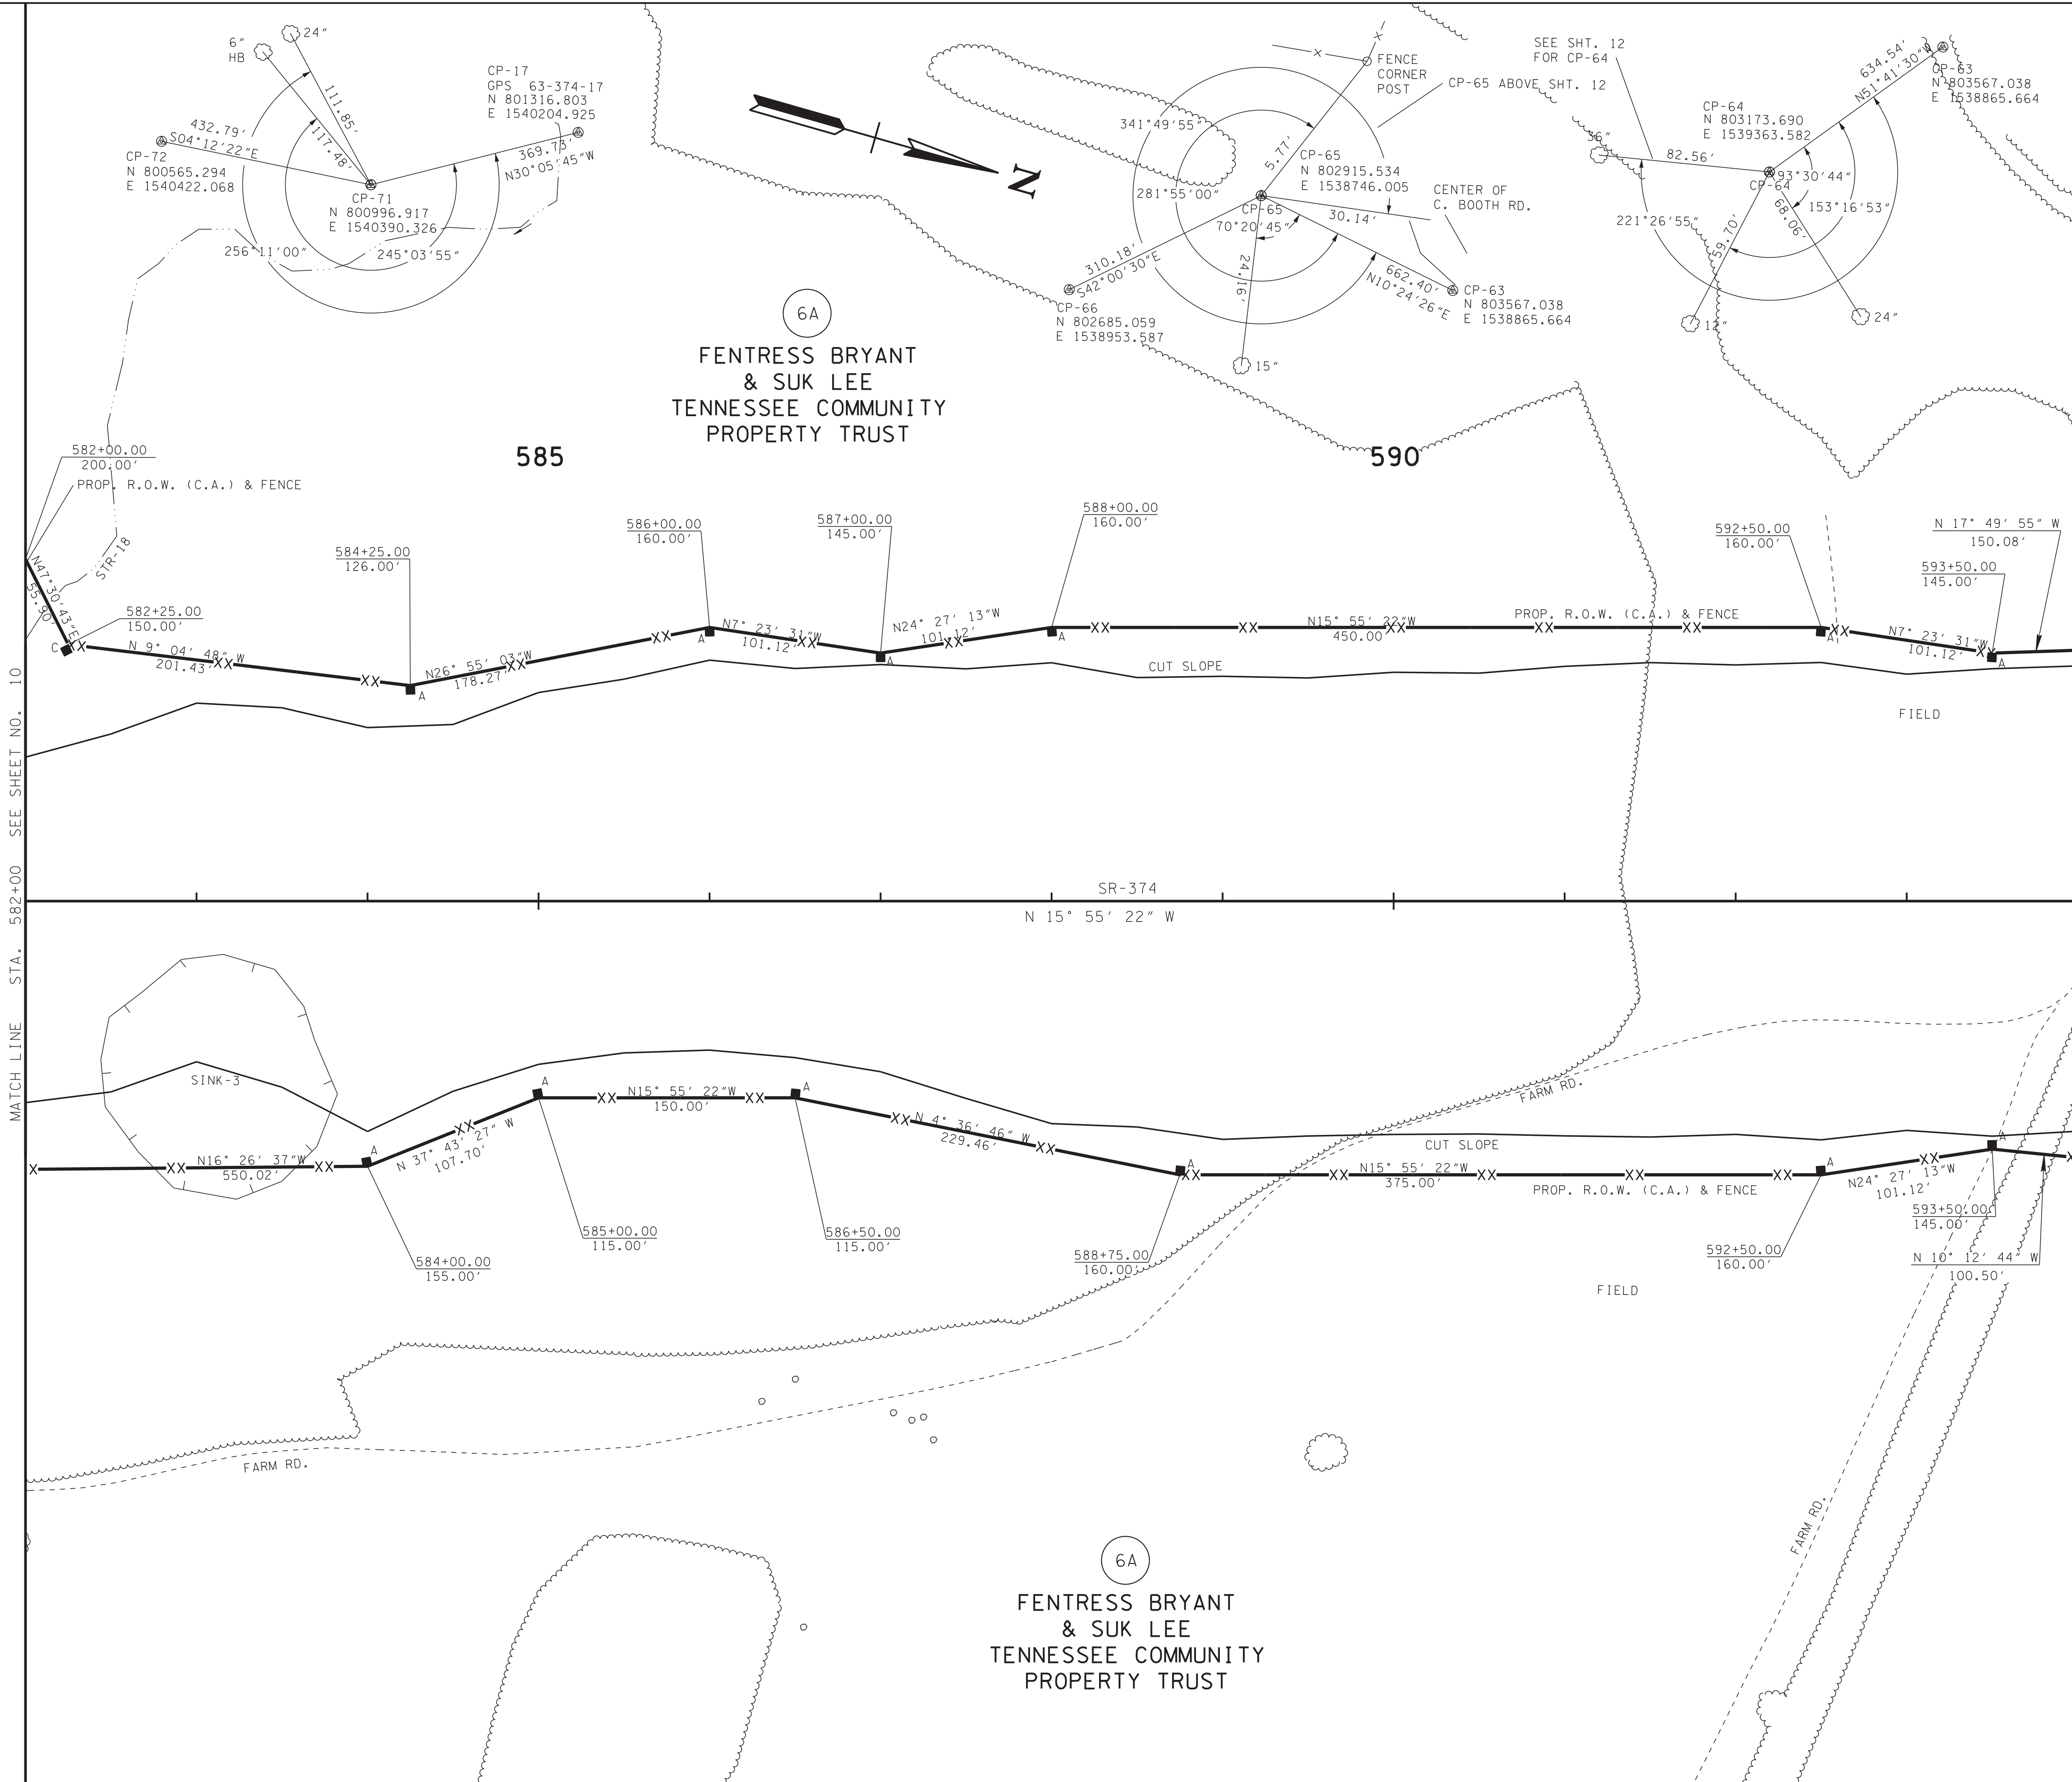 6″
HB
24″
111.85′
117.48′
432.79′
S04°12′22″E
CP-72
N 800565.294
E 1540422.068
CP-17
GPS 63-374-17
N 801316.803
E 1540204.925
369.73′
N30°05′45″W
CP-71
N 800996.917
E 1540390.326
256°11′00″
245°03′55″
N
FENCE
CORNER
POST
CP-65 ABOVE SHT. 12
341°49′55″
5.77′
CP-65
N 802915.534
E 1538746.005
281°55′00″
CP-65
70°20′45″
30.14′
CENTER OF
C. BOOTH RD.
310.18′
S42°00′30″E
24.16′
662.40′
N10°24′26″E
CP-66
N 802685.059
E 1538953.587
CP-63
N 803567.038
E 1538865.664
15″
SEE SHT. 12
FOR CP-64
634.54′
N51°41′30″W
CP-63
N 803567.038
E 1538865.664
CP-64
N 803173.690
E 1539363.582
36″
82.56′
CP-64
93°30′44″
153°16′53″
221°26′55″
68.06′
59.70′
12″
24″
6A
FENTRESS BRYANT
& SUK LEE
TENNESSEE COMMUNITY
PROPERTY TRUST
585
590
582+00.00
200.00′
PROP. R.O.W. (C.A.) & FENCE
STR-18
N47°30′43″E
55.90′
582+25.00
150.00′
C
584+25.00
126.00′
586+00.00
160.00′
587+00.00
145.00′
588+00.00
160.00′
592+50.00
160.00′
593+50.00
145.00′
N 17° 49′ 55″ W
150.08′
N 9° 04′ 48″ W
201.43′
A
N26° 55′ 03″W
178.27′
A
N7° 23′ 31″W
101.12′
A
N24° 27′ 13″W
101.12′
A
N15° 55′ 22″W
450.00′
PROP. R.O.W. (C.A.) & FENCE
A
N7° 23′ 31″W
101.12′
A
CUT SLOPE
FIELD
MATCH LINE STA. 582+00 SEE SHEET NO. 10
SR-374
N 15° 55′ 22″ W
SINK-3
N16° 26′ 37″W
550.02′
A
N 37° 43′ 27″ W
107.70′
A
N15° 55′ 22″W
150.00′
A
N 4° 36′ 46″ W
229.46′
A
N15° 55′ 22″W
375.00′
CUT SLOPE
PROP. R.O.W. (C.A.) & FENCE
A
N24° 27′ 13″W
101.12′
A
FARM RD.
584+00.00
155.00′
585+00.00
115.00′
586+50.00
115.00′
588+75.00
160.00′
592+50.00
160.00′
593+50.00
145.00′
N 10° 12′ 44″ W
100.50′
FIELD
FARM RD.
FARM RD.
6A
FENTRESS BRYANT
& SUK LEE
TENNESSEE COMMUNITY
PROPERTY TRUST